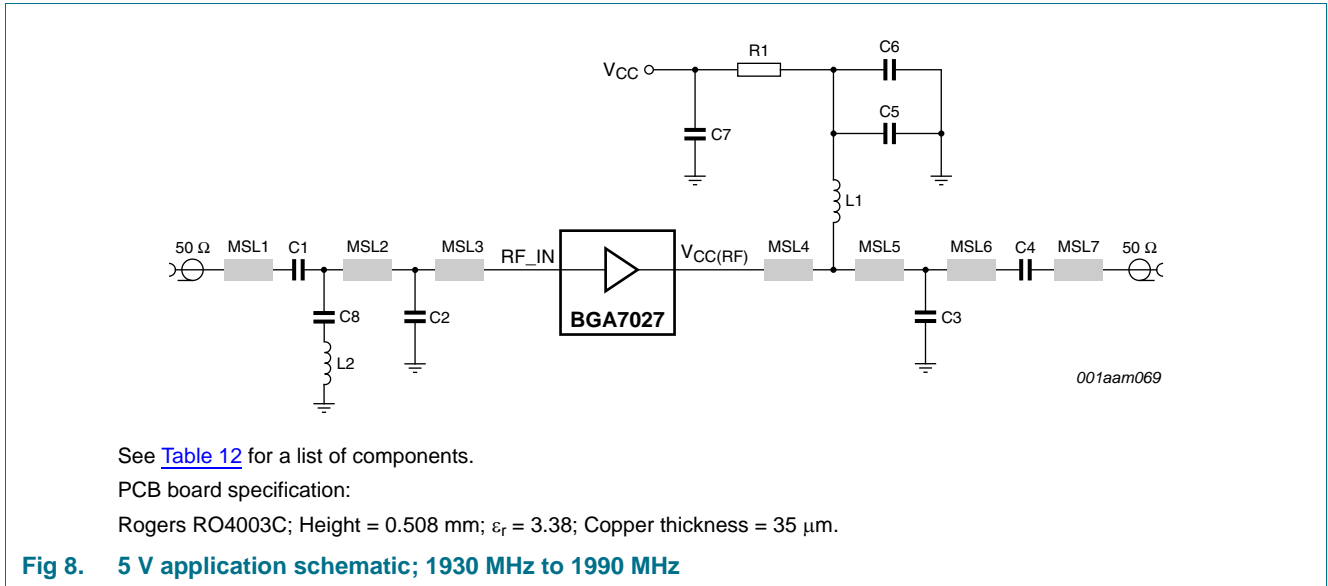 C6
R1
VCC
C5
C7
L1
50 Ω MSL1 C1 MSL2 MSL3 RF_IN VCC(RF) MSL4 MSL5 MSL6 C4 MSL7 50 Ω
C8 C2 BGA7027 C3
L2
001aam069
See Table 12 for a list of components.
PCB board specification:
Rogers RO4003C; Height = 0.508 mm; εr = 3.38; Copper thickness = 35 μm.
Fig 8. 5 V application schematic; 1930 MHz to 1990 MHz